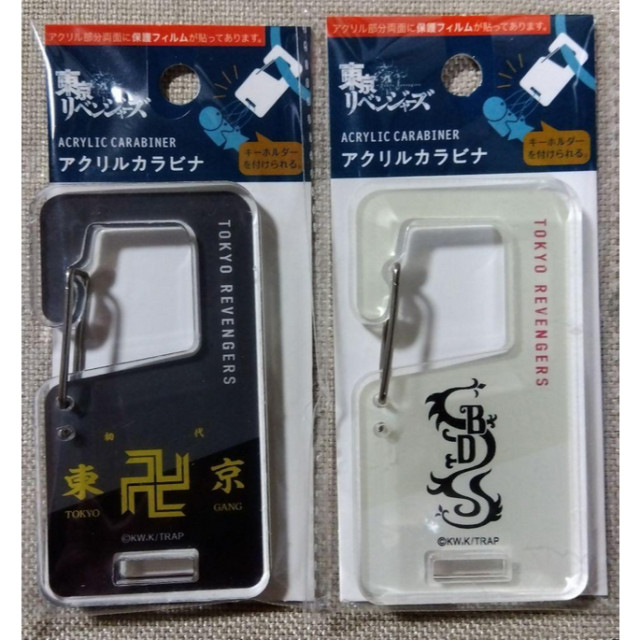 アクリル部分両面に保護フィルムが貼ってあります。
東京
リベンジャーズ
ACRYLIC CARABINER
アクリルカラビナ
キーホルダー
を付けられる。
TOKYO REVENGERS
初 代
東 卍 京
TOKYO GANG
©KW.K/TRAP
アクリル部分両面に保護フィルムが貼ってあります。
東京
リベンジャーズ
ACRYLIC CARABINER
アクリルカラビナ
キーホルダー
を付けられる。
TOKYO REVENGERS
CBDS
©KW.K/TRAP